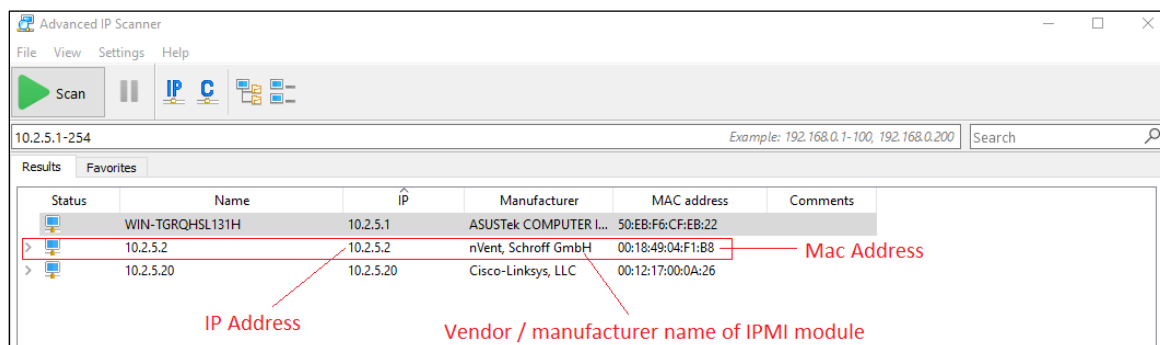 Advanced IP Scanner
File View Settings Help
Scan IP C
10.2.5.1-254 Example: 192.168.0.1-100, 192.168.0.200 Search
Results Favorites
Status Name IP Manufacturer MAC address Comments
WIN-TGRQHSL131H 10.2.5.1 ASUSTek COMPUTER I... 50:EB:F6:CF:EB:22
10.2.5.2 10.2.5.2 nVent, Schroff GmbH 00:18:49:04:F1:B8 Mac Address
10.2.5.20 10.2.5.20 Cisco-Linksys, LLC 00:12:17:00:0A:26
IP Address
Vendor / manufacturer name of IPMI module